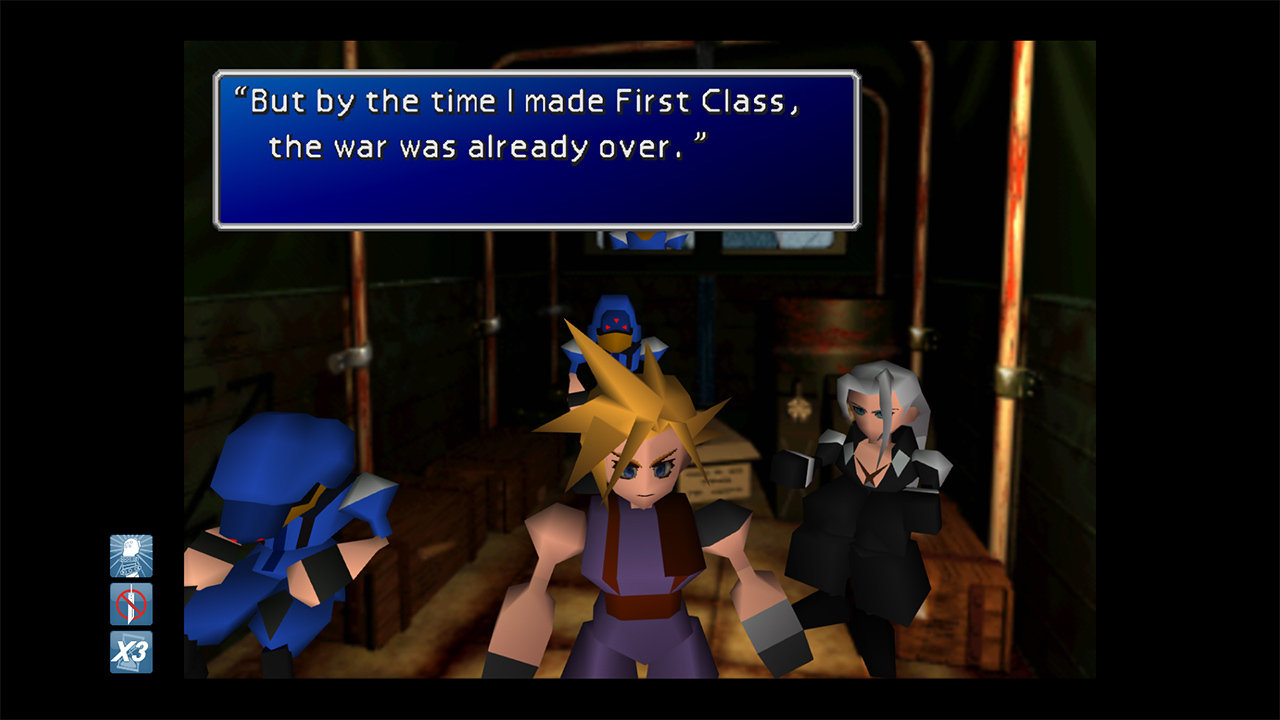 “But by the time I made First Class,
the war was already over.”
X3